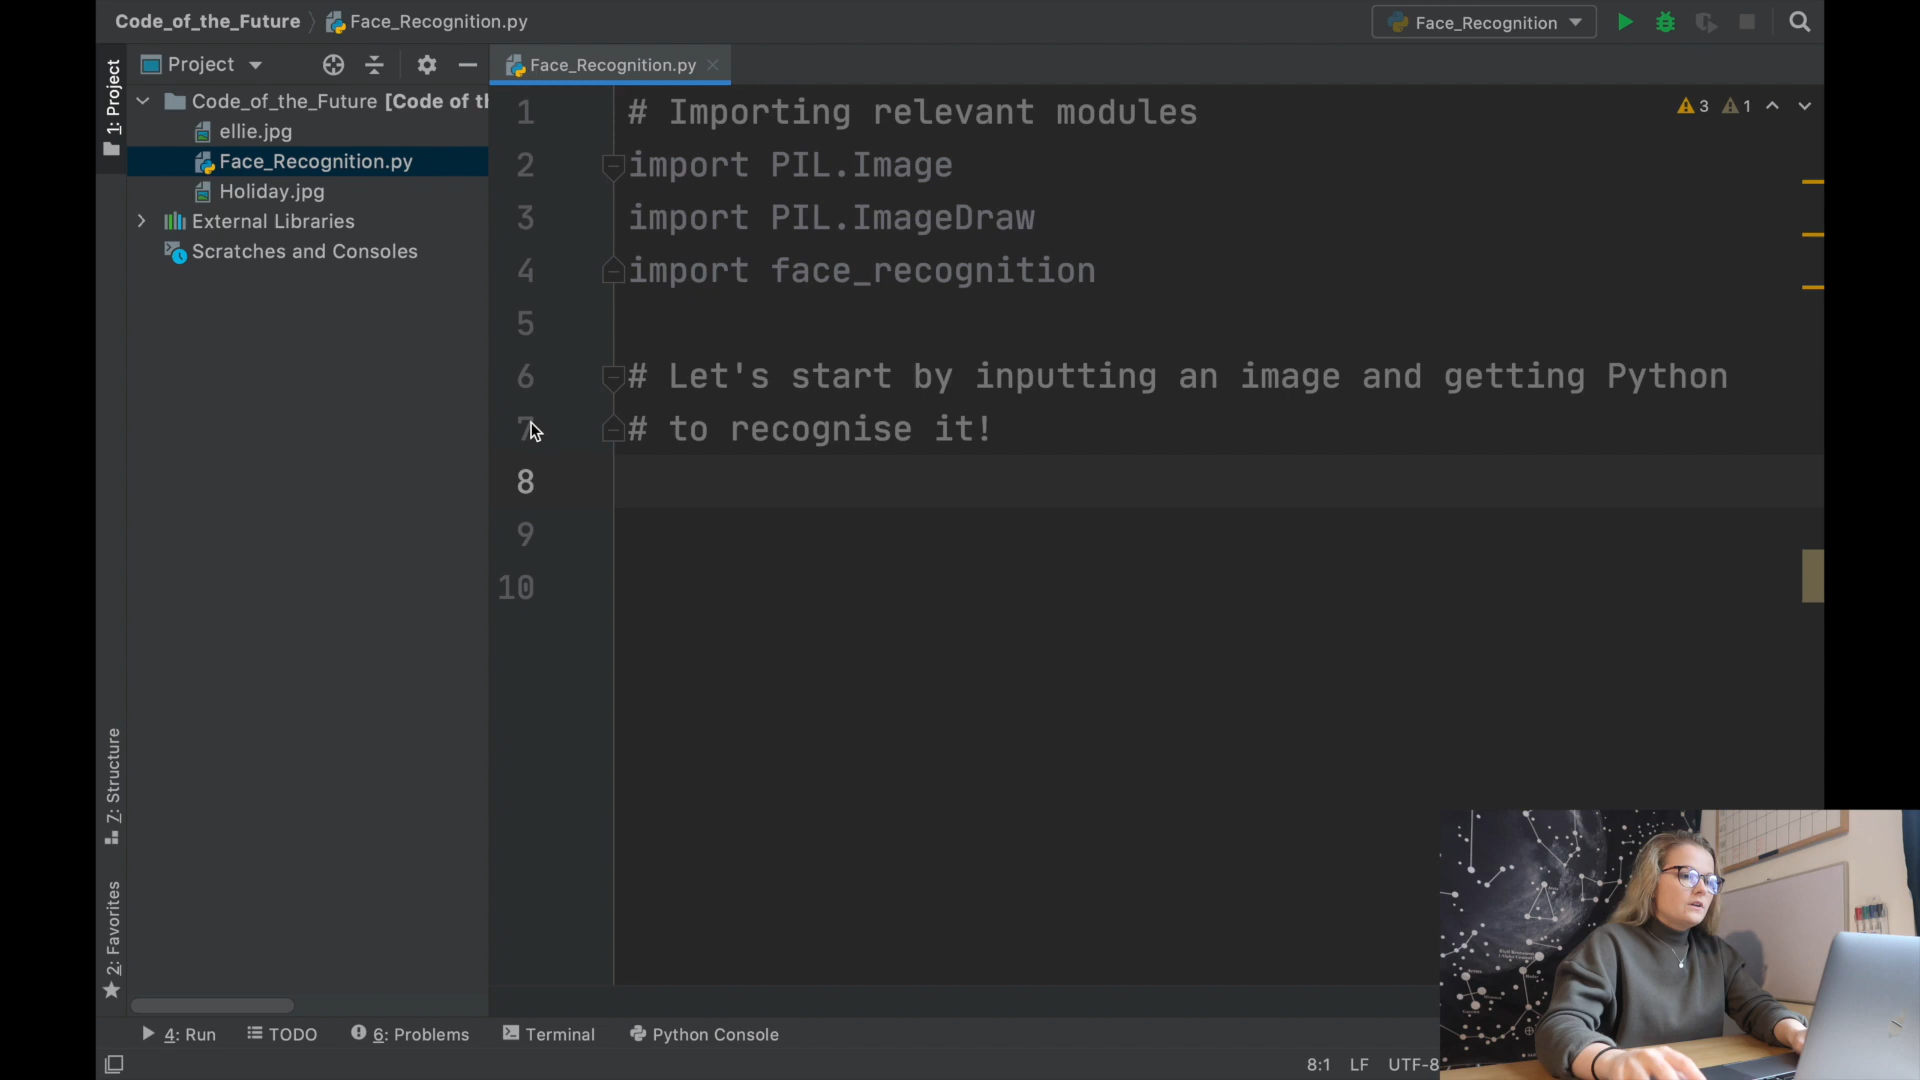 Code_of_the_Future
Face_Recognition.py
Face_Recognition
1: Project
Project
Face_Recognition.py
Code_of_the_Future [Code of t
ellie.jpg
Face_Recognition.py
Holiday.jpg
External Libraries
Scratches and Consoles
3
1
1 # Importing relevant modules
2 import PIL.Image
3 import PIL.ImageDraw
4 import face_recognition
5
6 # Let's start by inputting an image and getting Python
7 # to recognise it!
8
9
10
7: Structure
2: Favorites
4: Run
TODO
6: Problems
Terminal
Python Console
8:1
LF
UTF-8